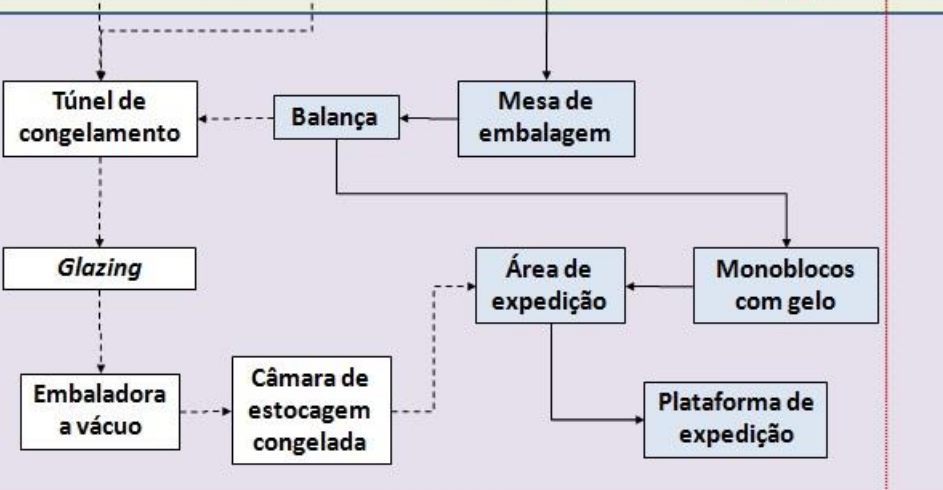 Túnel de
congelamento
Balança
Mesa de
embalagem
Glazing
Área de
expedição
Monoblocos
com gelo
Embaladora
a vácuo
Câmara de
estocagem
congelada
Plataforma de
expedição